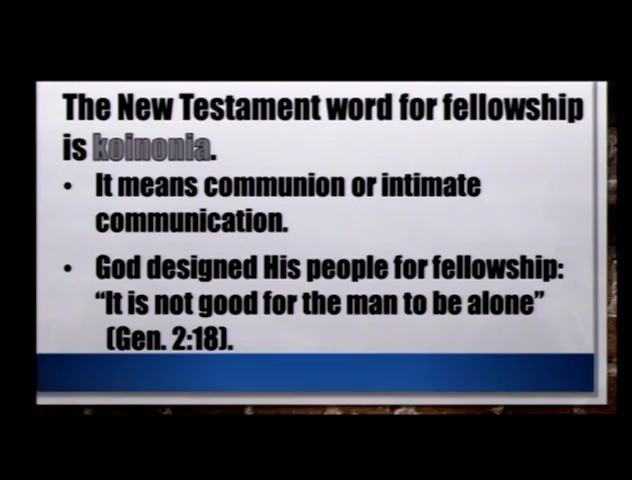 The New Testament word for fellowship
is koinonia.
• It means communion or intimate
communication.
• God designed His people for fellowship:
“It is not good for the man to be alone”
(Gen. 2:18).